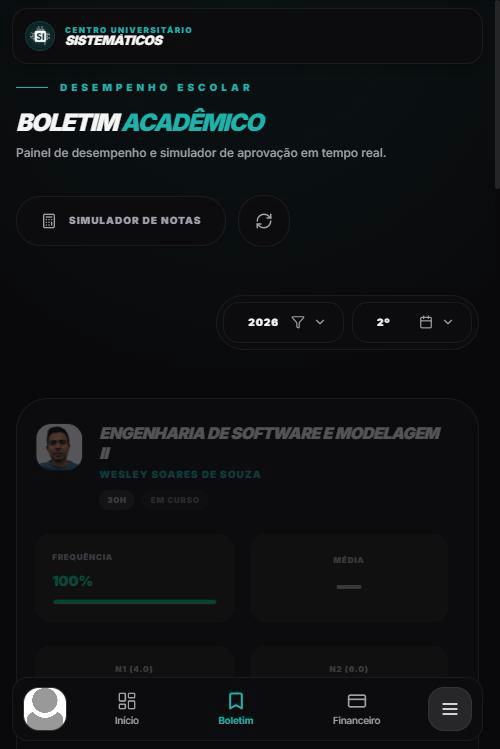 CENTRO UNIVERSITÁRIO
SISTEMÁTICOS
DESEMPENHO ESCOLAR
BOLETIM ACADÊMICO
Painel de desempenho e simulador de aprovação em tempo real.
SIMULADOR DE NOTAS
2026
2º
ENGENHARIA DE SOFTWARE E MODELAGEM
II
WESLEY SOARES DE SOUZA
30H EM CURSO
FREQUÊNCIA
MÉDIA
100%
—
N1 (4.0)
N2 (6.0)
Início
Boletim
Financeiro